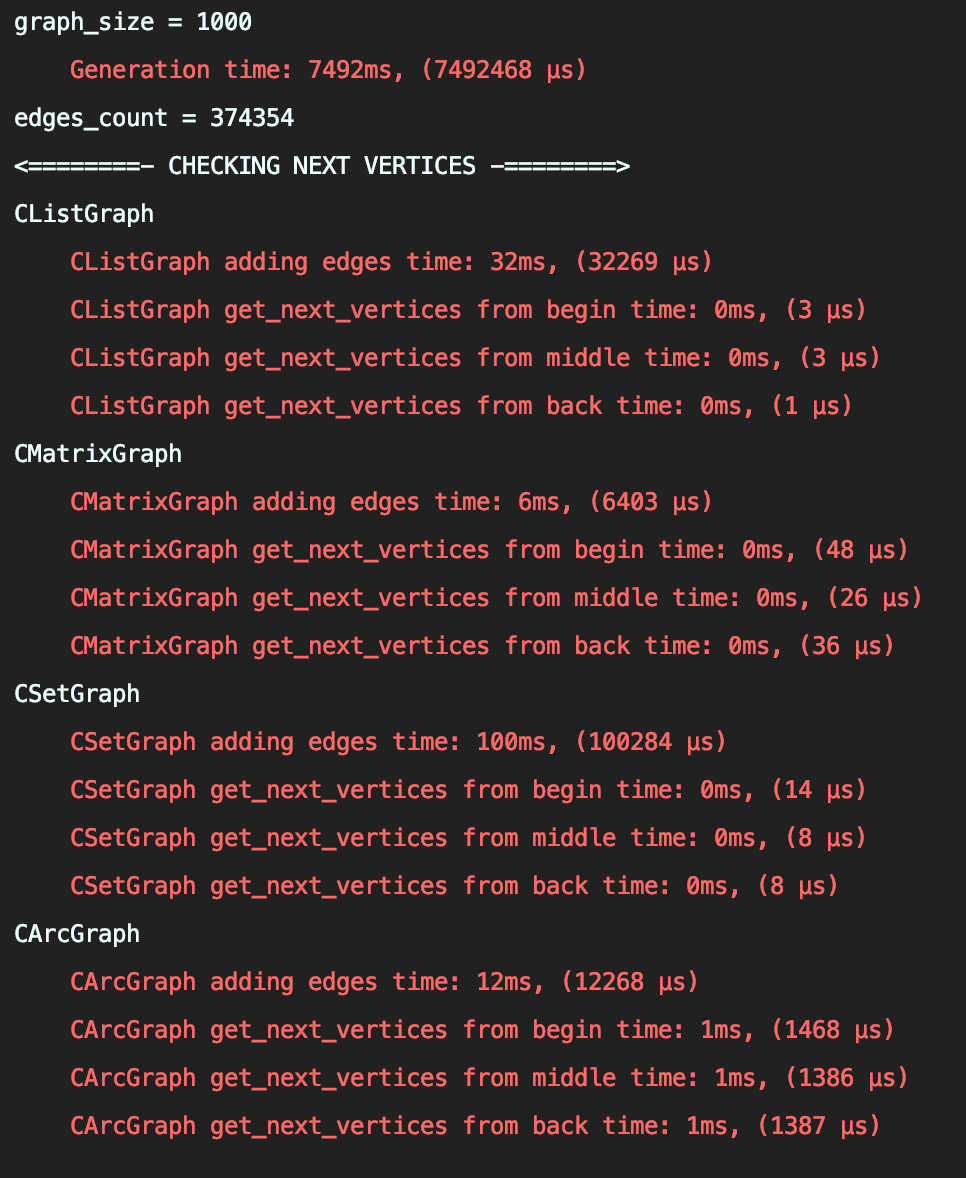 graph_size = 1000
Generation time: 7492ms, (7492468 µs)
edges_count = 374354
<========- CHECKING NEXT VERTICES -========>
CListGraph
CListGraph adding edges time: 32ms, (32269 µs)
CListGraph get_next_vertices from begin time: 0ms, (3 µs)
CListGraph get_next_vertices from middle time: 0ms, (3 µs)
CListGraph get_next_vertices from back time: 0ms, (1 µs)
CMatrixGraph
CMatrixGraph adding edges time: 6ms, (6403 µs)
CMatrixGraph get_next_vertices from begin time: 0ms, (48 µs)
CMatrixGraph get_next_vertices from middle time: 0ms, (26 µs)
CMatrixGraph get_next_vertices from back time: 0ms, (36 µs)
CSetGraph
CSetGraph adding edges time: 100ms, (100284 µs)
CSetGraph get_next_vertices from begin time: 0ms, (14 µs)
CSetGraph get_next_vertices from middle time: 0ms, (8 µs)
CSetGraph get_next_vertices from back time: 0ms, (8 µs)
CArcGraph
CArcGraph adding edges time: 12ms, (12268 µs)
CArcGraph get_next_vertices from begin time: 1ms, (1468 µs)
CArcGraph get_next_vertices from middle time: 1ms, (1386 µs)
CArcGraph get_next_vertices from back time: 1ms, (1387 µs)